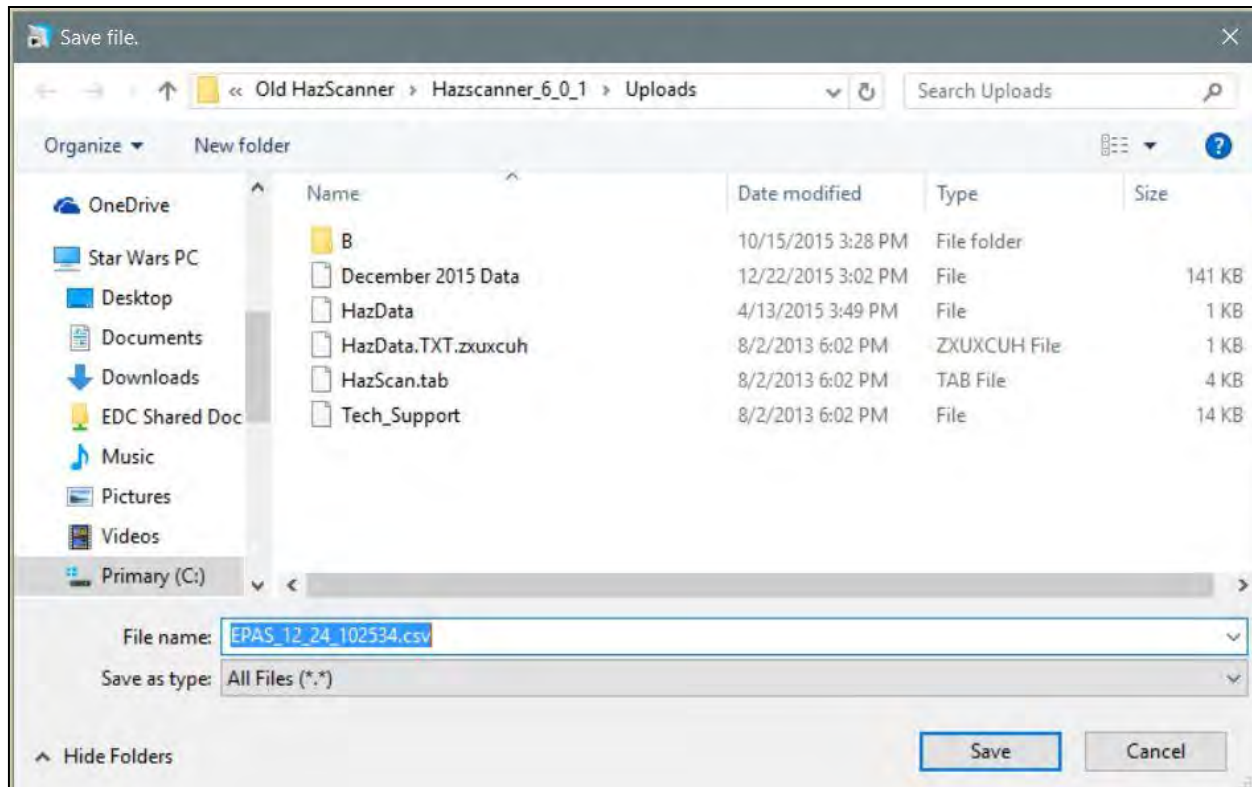 Save file.
« Old HazScanner › Hazscanner_6_0_1 › Uploads Search Uploads
Organize New folder
Name Date modified Type Size
OneDrive
Star Wars PC
Desktop
Documents
Downloads
EDC Shared Doc
Music
Pictures
Videos
Primary (C:)
B 10/15/2015 3:28 PM File folder
December 2015 Data 12/22/2015 3:02 PM File 141 KB
HazData 4/13/2015 3:49 PM File 1 KB
HazData.TXT.zxuxcuh 8/2/2013 6:02 PM ZXUXCUH File 1 KB
HazScan.tab 8/2/2013 6:02 PM TAB File 4 KB
Tech_Support 8/2/2013 6:02 PM File 14 KB
File name: EPAS_12_24_102534.csv
Save as type: All Files (*.*)
Hide Folders Save Cancel